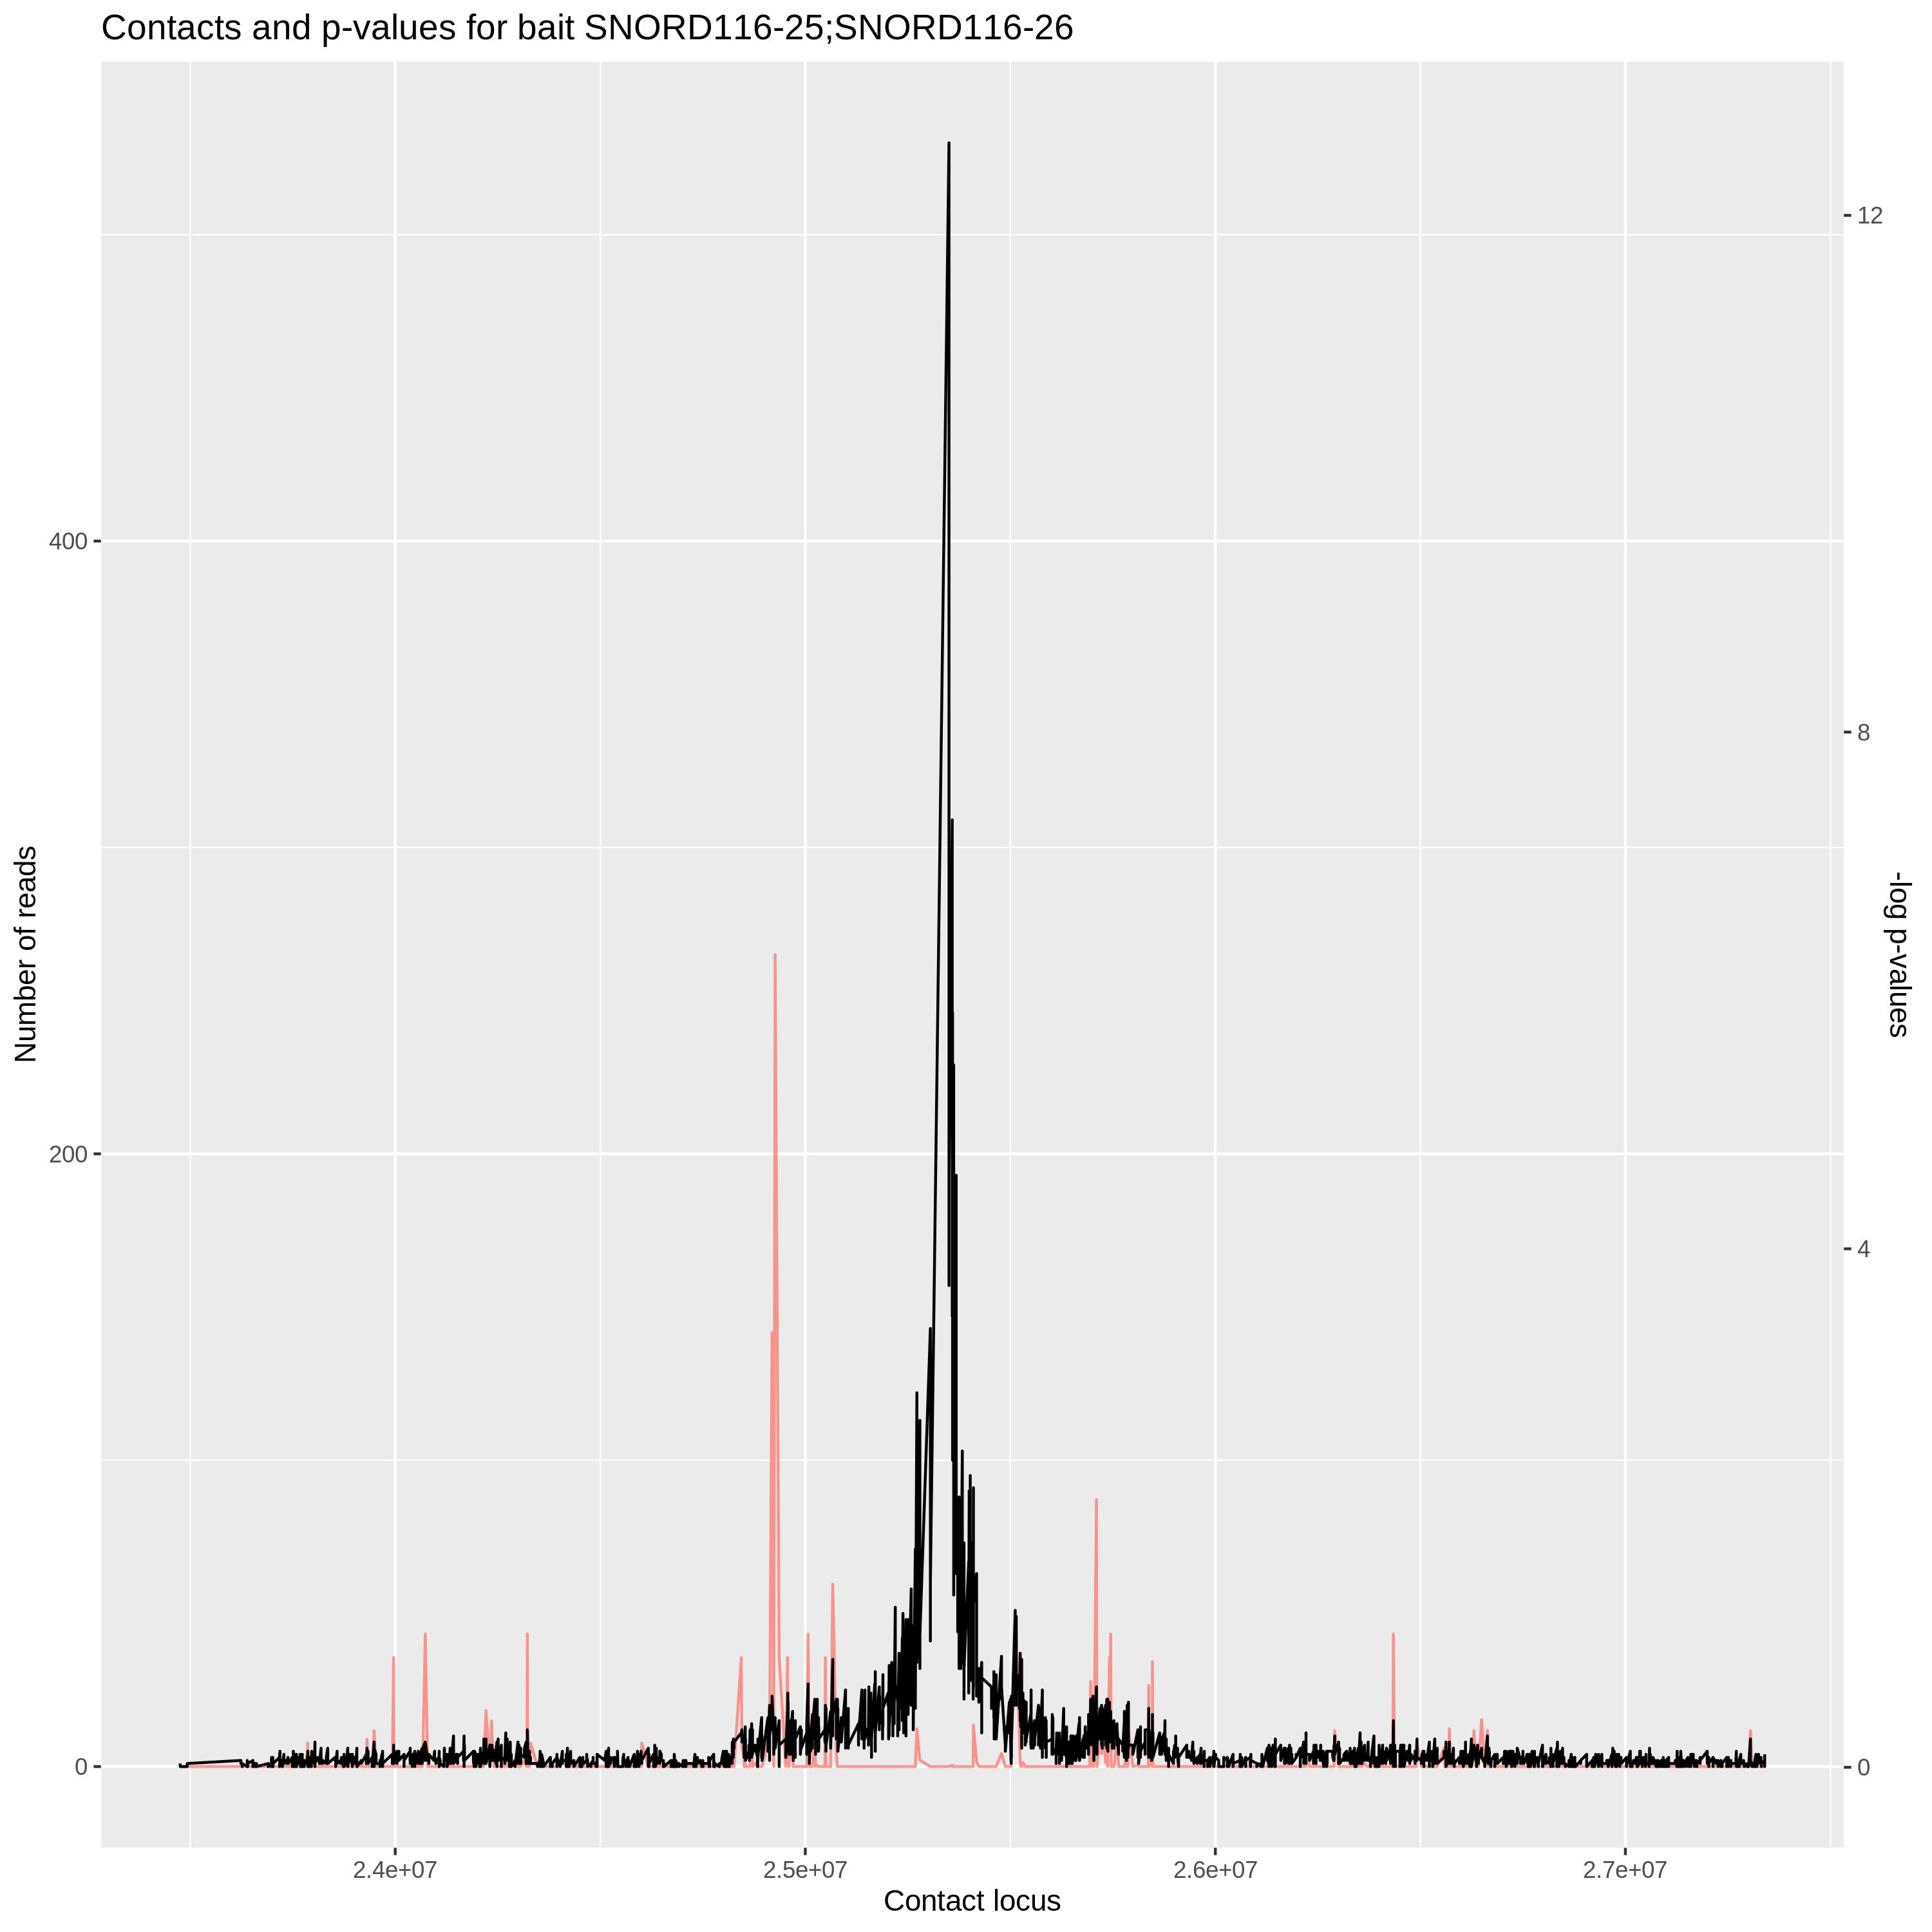 Contacts and p-values for bait SNORD116-25;SNORD116-26
12
400
8
Number of reads
-log p-values
200
4
0
0
2.4e+07
2.5e+07
2.6e+07
2.7e+07
Contact locus